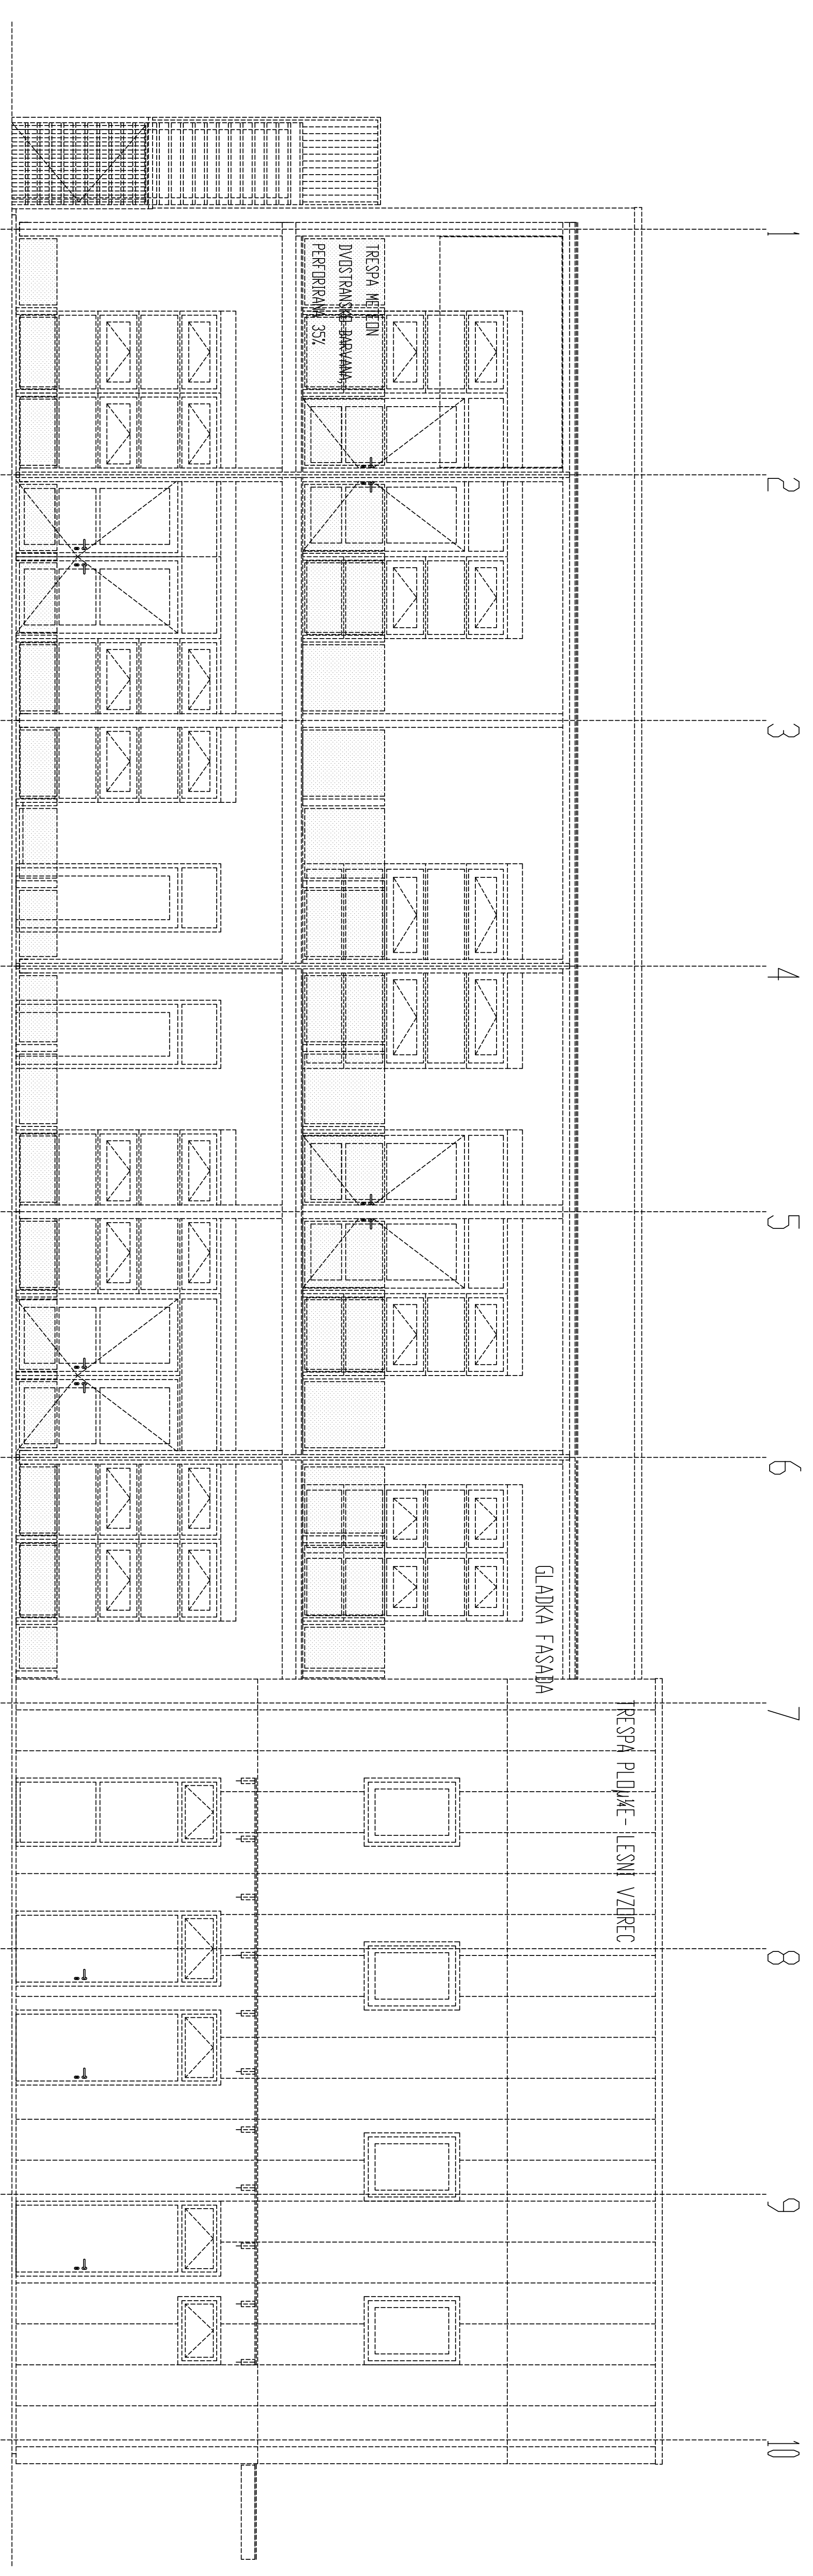 1
2
3
4
5
6
7
8
9
10
TRESPA METEON
DVOSTRANSKO BARVANA,
PERFORIRANA 35%
GLADKA FASADA
TRESPA - LESNI VZOREC